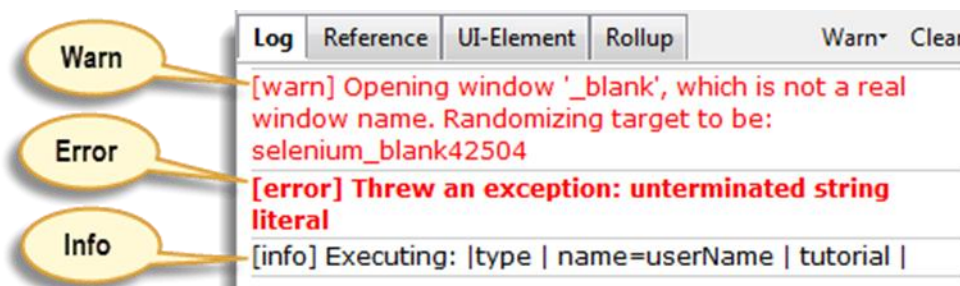 Log Reference UI-Element Rollup Warn Clear
Warn
[warn] Opening window '_blank', which is not a real
window name. Randomizing target to be:
selenium_blank42504
Error
[error] Threw an exception: unterminated string
literal
Info
[info] Executing: |type | name=userName | tutorial |